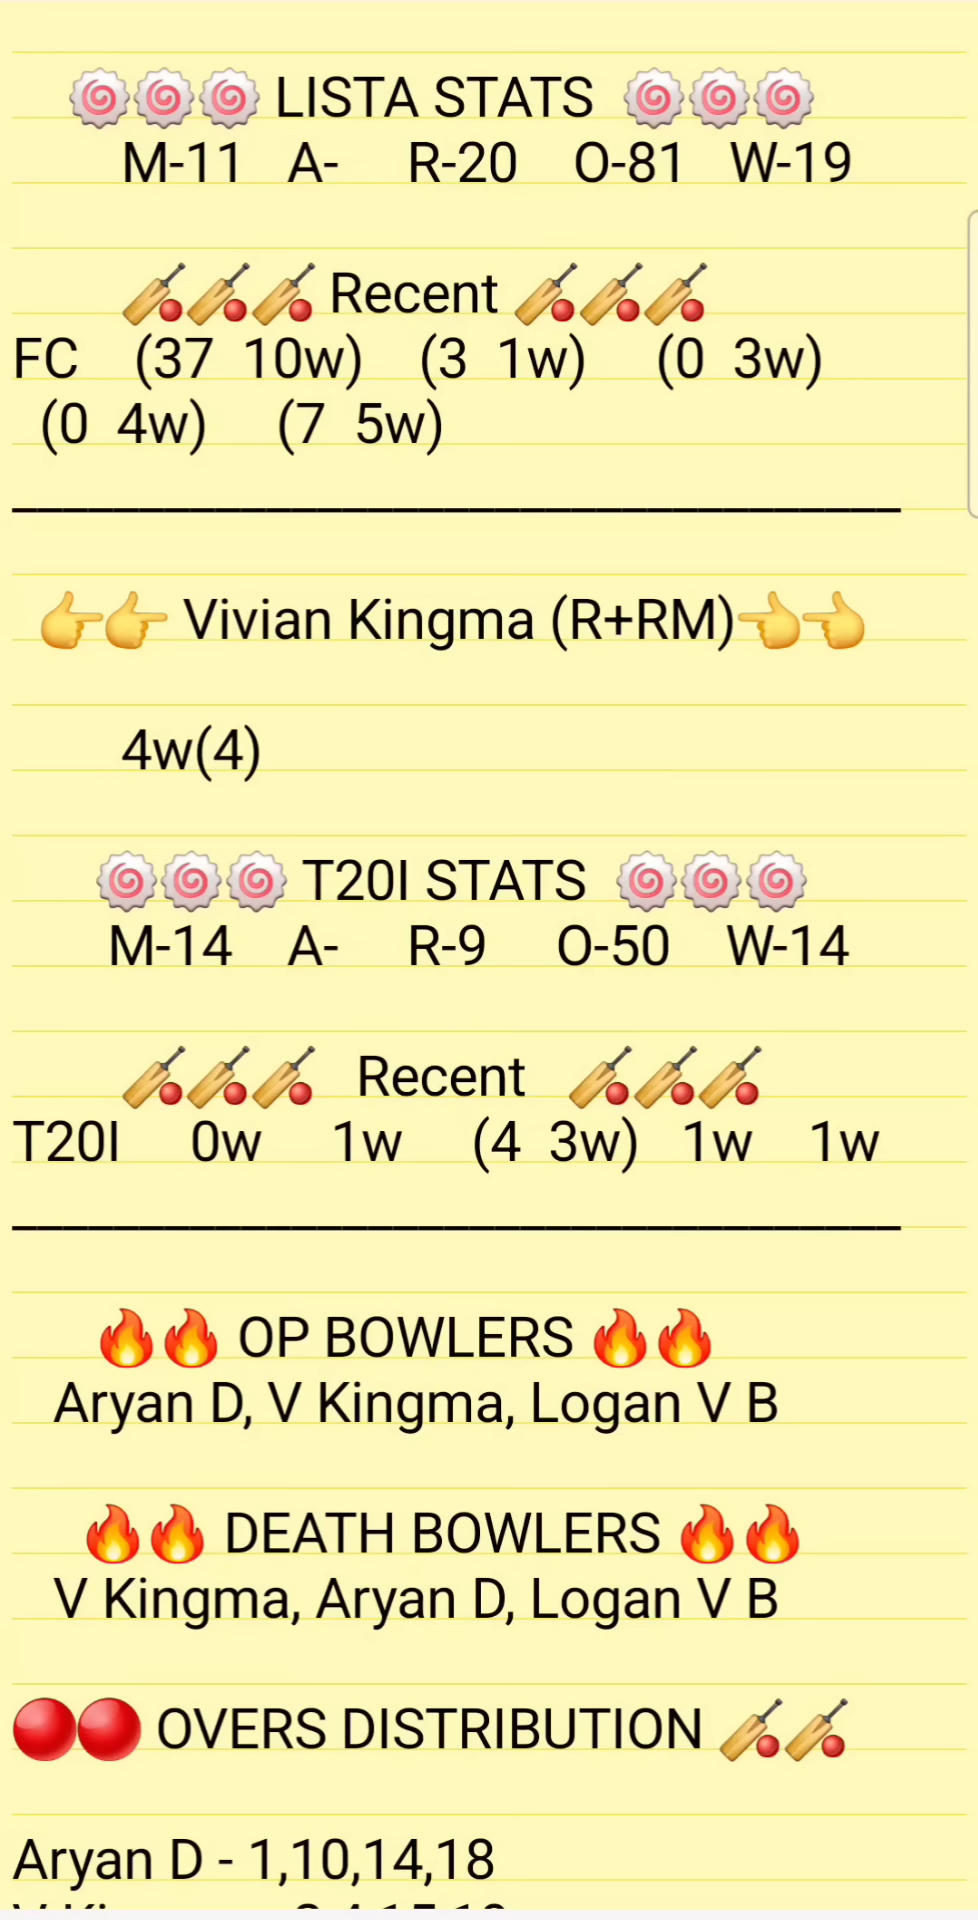 LISTA STATS
M-11 A- R-20 O-81 W-19
Recent
FC (37 10w) (3 1w) (0 3w)
(0 4w) (7 5w)
Vivian Kingma (R+RM)
4w(4)
T20I STATS
M-14 A- R-9 O-50 W-14
Recent
T20I 0w 1w (4 3w) 1w 1w
OP BOWLERS
Aryan D, V Kingma, Logan V B
DEATH BOWLERS
V Kingma, Aryan D, Logan V B
OVERS DISTRIBUTION
Aryan D - 1,10,14,18